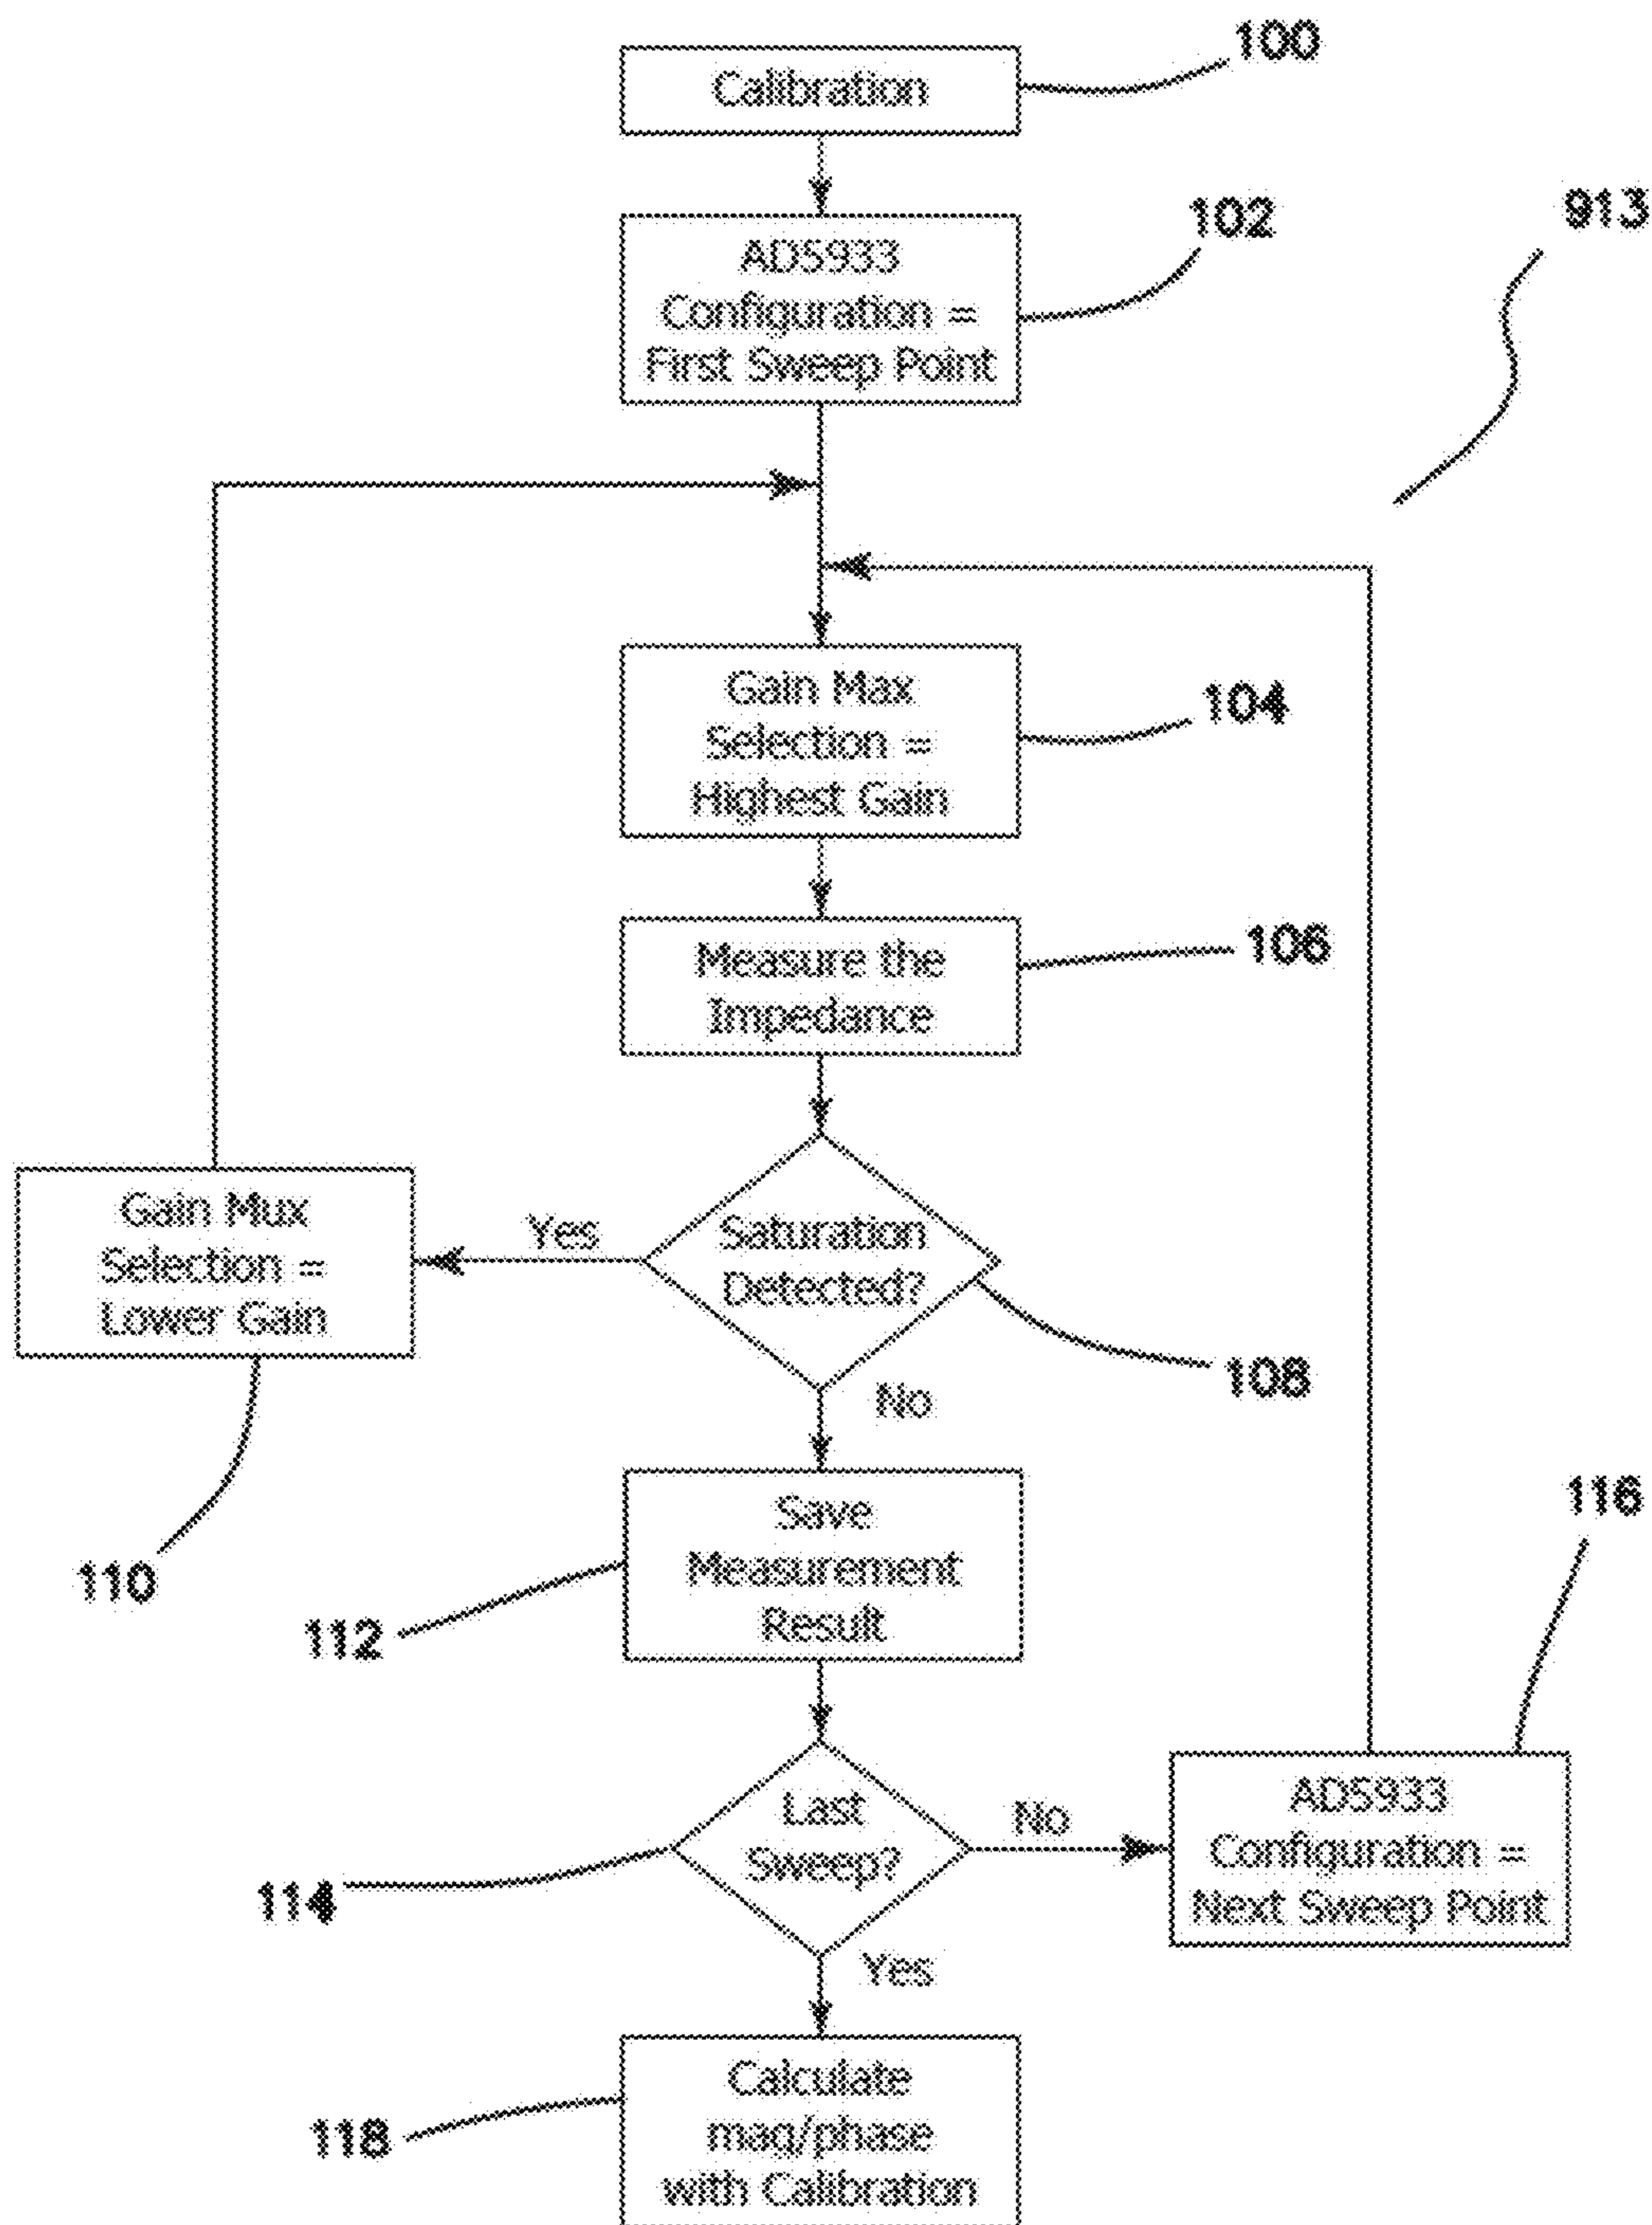 100
Calibration
102
913
AD5933
Configuration =
First Sweep Point
Gain Max
Selection =
Highest Gain
104
Measure the
Impedance
106
Gain Mux
Selection =
Lower Gain
Yes
Saturation
Detected?
108
No
110
Save
Measurement
Result
112
116
Last
Sweep?
No
114
AD5933
Configuration =
Next Sweep Point
Yes
Calculate
mag/phase
with Calibration
118